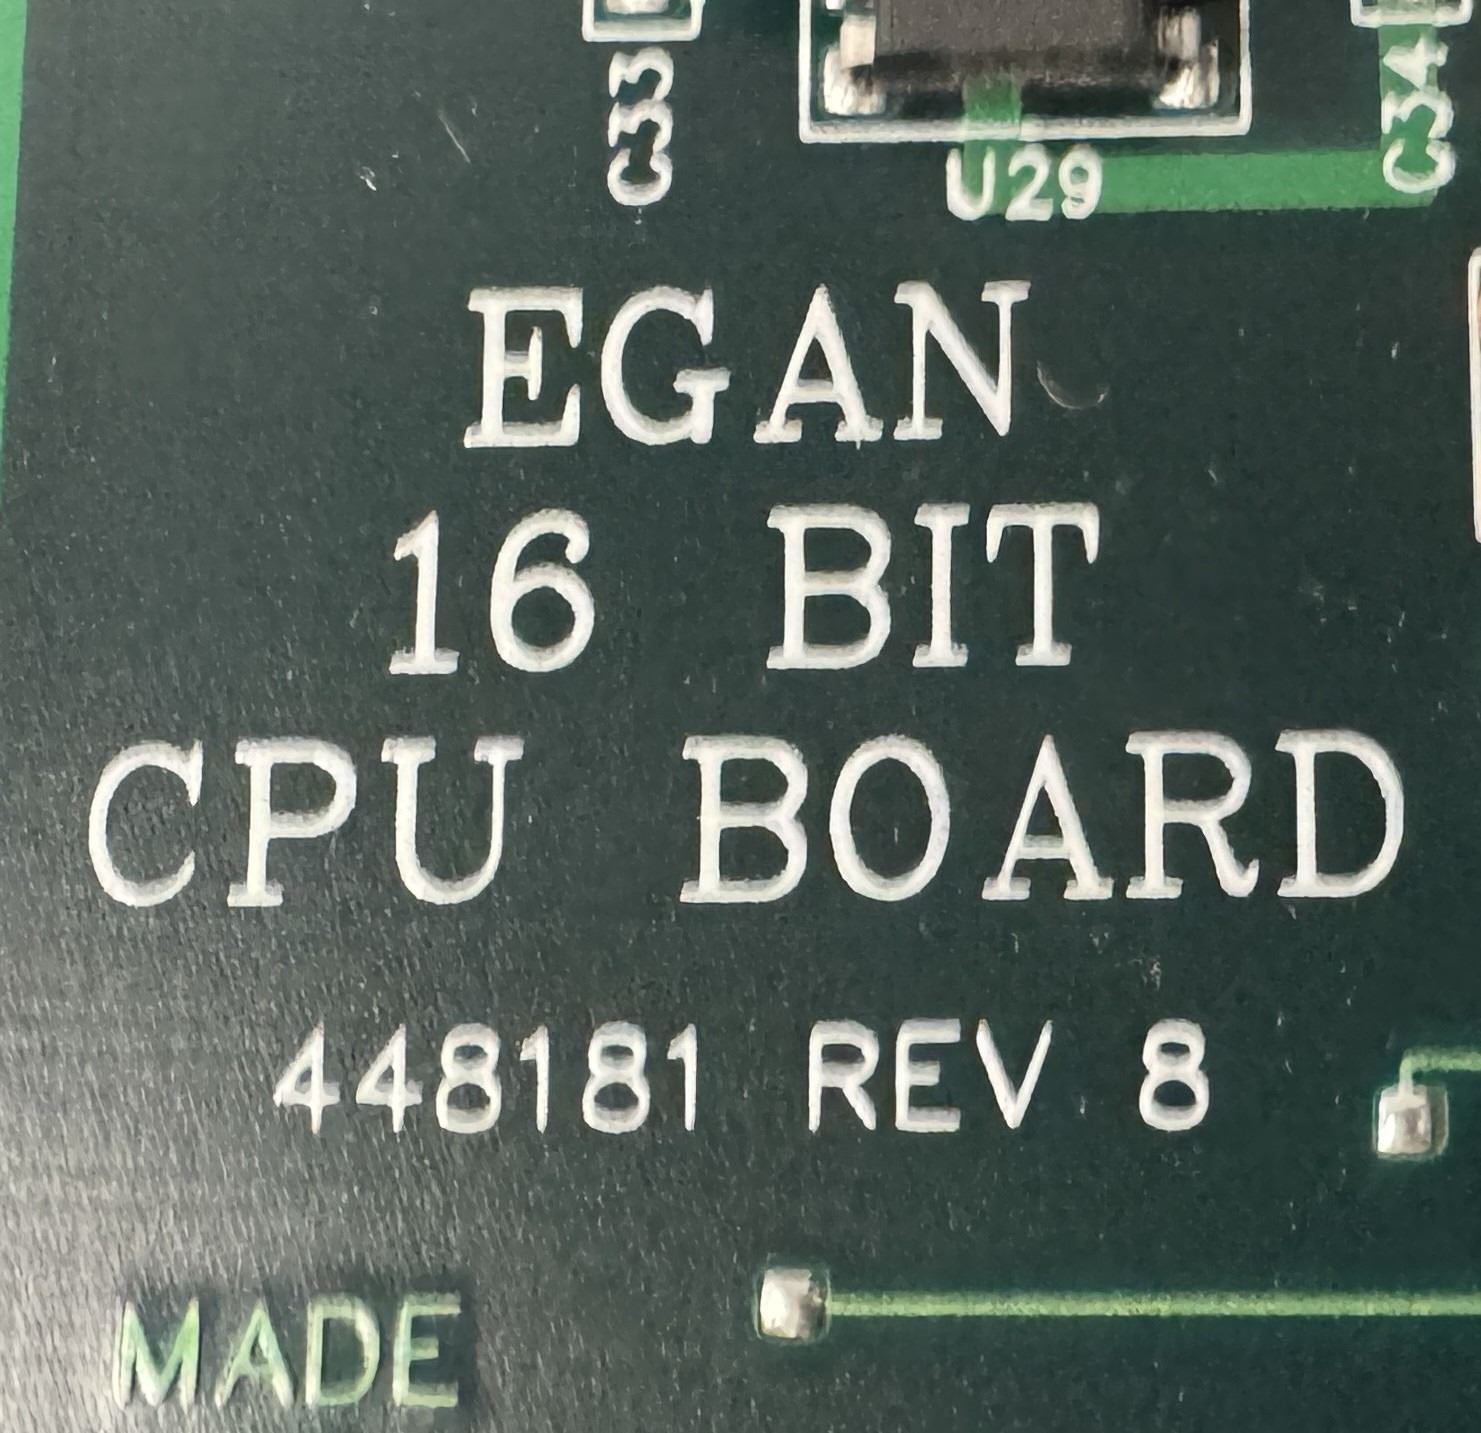 C33
U29
C34
EGAN
16 BIT
CPU BOARD
448181 REV 8
MADE